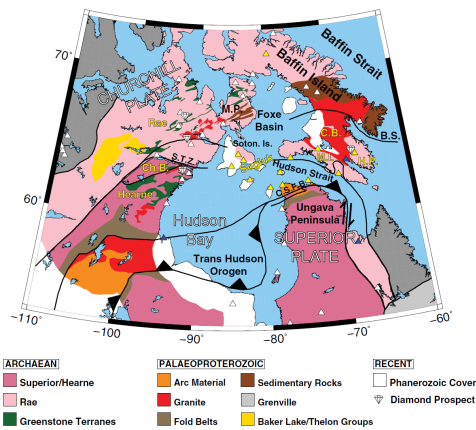 70˚
60˚
−110˚
−100˚
−90˚
−80˚
−70˚
−60˚
Baffin Strait
Baffin Island
CHURCHILL
PLATE
Rae
M.P.
Foxe
Basin
C.B.
B.S.
Soton. Is.
S.T.Z.
Ch.B.
Hearne
Hudson Strait
M.I.
H.P.
C.S.F.B.
Ungava
Peninsula
Hudson
Bay
SUPERIOR
PLATE
Trans Hudson
Orogen
ARCHAEAN
Superior/Hearne
Rae
Greenstone Terranes
PALAEOPROTEROZOIC
Arc Material
Granite
Fold Belts
Sedimentary Rocks
Grenville
Baker Lake/Thelon Groups
RECENT
Phanerozoic Cover
Diamond Prospect